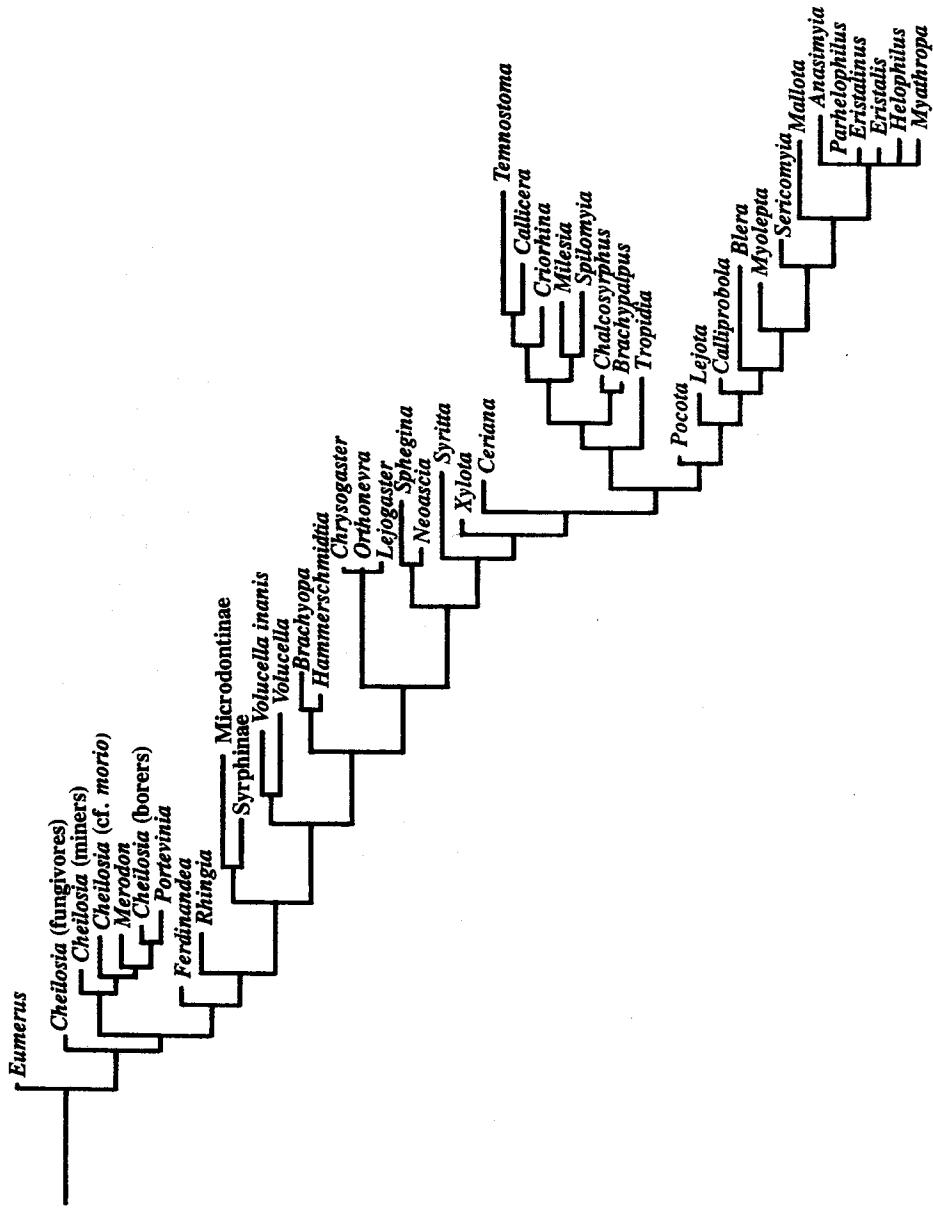 Eumerus
Cheilosia (fungivores)
Cheilosia (miners)
Cheilosia (cf. morio)
Merodon
Cheilosia (borers)
Portevinia
Ferdinandea
Rhingia
Microdontinae
Syrphinae
Volucella inanis
Volucella
Brachyopa
Hammerschmidtia
Chrysogaster
Orthonevra
Lejogaster
Sphegina
Neoascia
Syritta
Xylota
Ceriana
Temnostoma
Callicera
Criorhina
Milesia
Spilomyia
Chalcosyrphus
Brachypalpus
Tropidia
Pocota
Lejota
Calliprobola
Blera
Myolepta
Sericomyia
Mallota
Anasimyia
Parhelophilus
Eristalinus
Eristalis
Helophilus
Myathropa